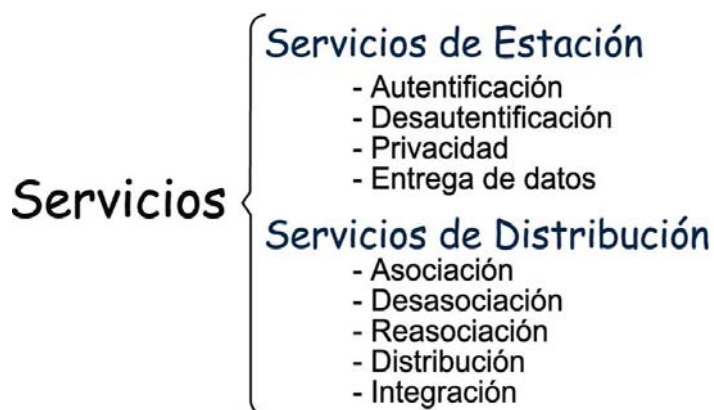 Servicios
Servicios de Estación
- Autentificación
- Desautentificación
- Privacidad
- Entrega de datos
Servicios de Distribución
- Asociación
- Desasociación
- Reasociación
- Distribución
- Integración